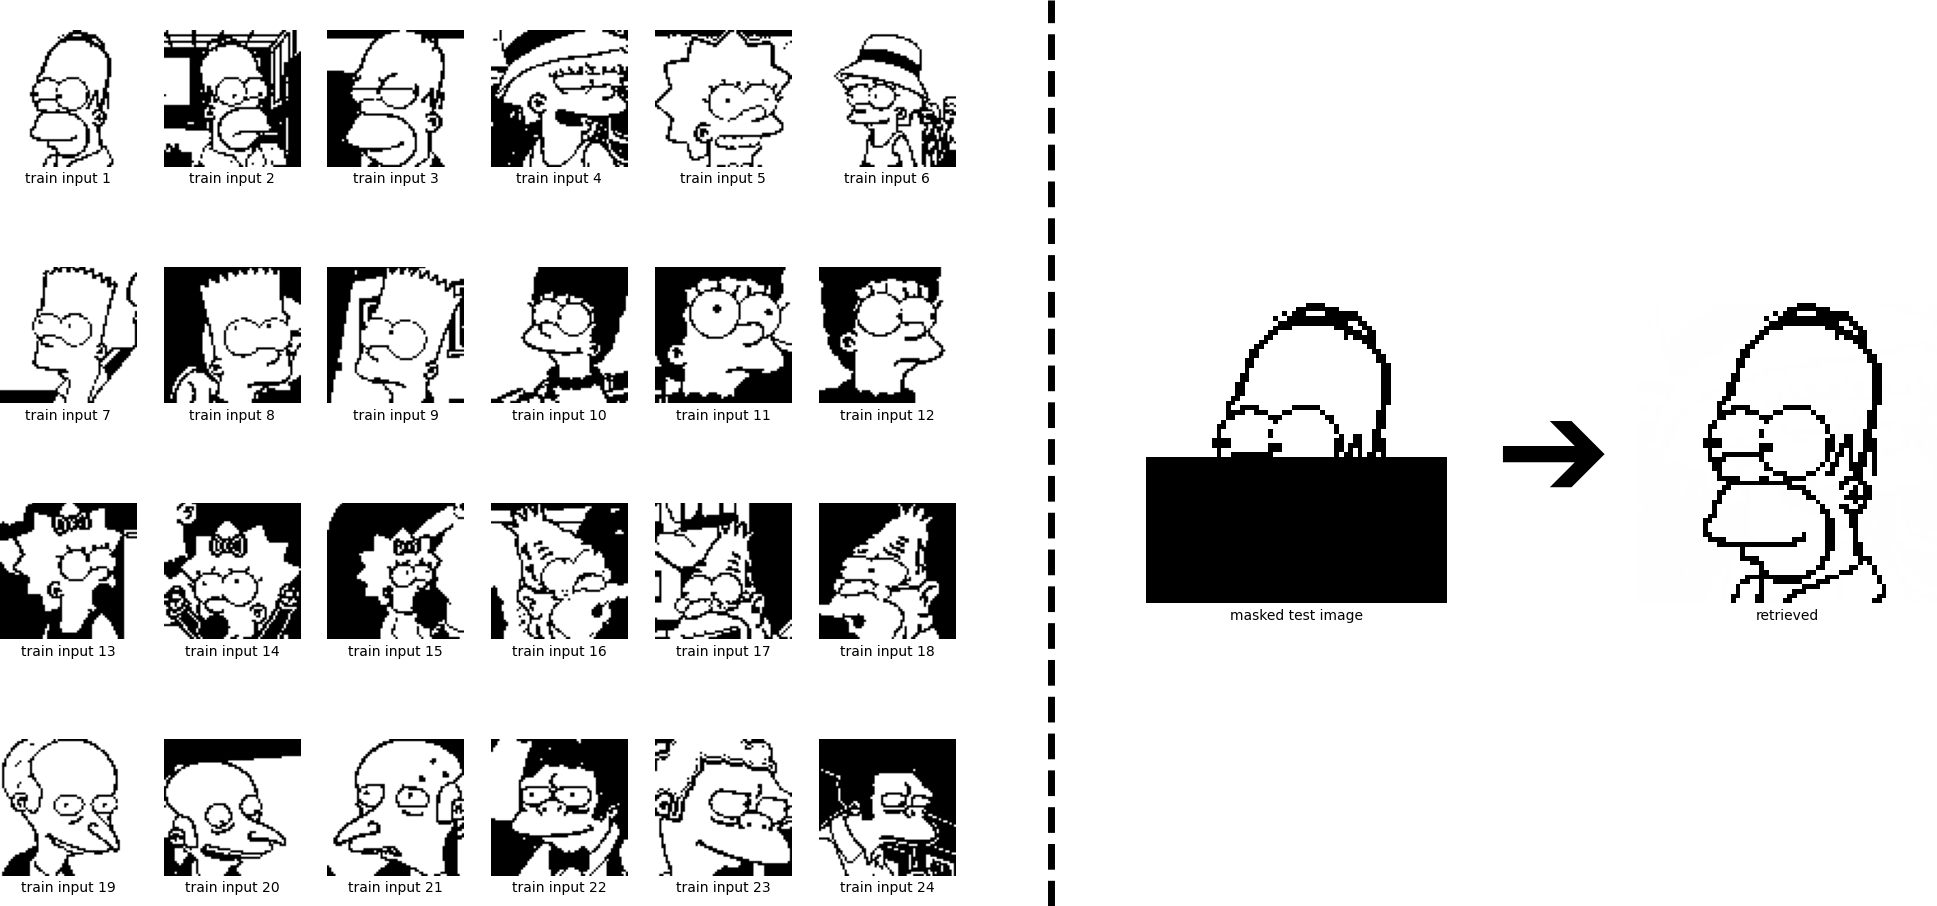 train input 1
train input 2
train input 3
train input 4
train input 5
train input 6
train input 7
train input 8
train input 9
train input 10
train input 11
train input 12
masked test image
retrieved
train input 13
train input 14
train input 15
train input 16
train input 17
train input 18
train input 19
train input 20
train input 21
train input 22
train input 23
train input 24